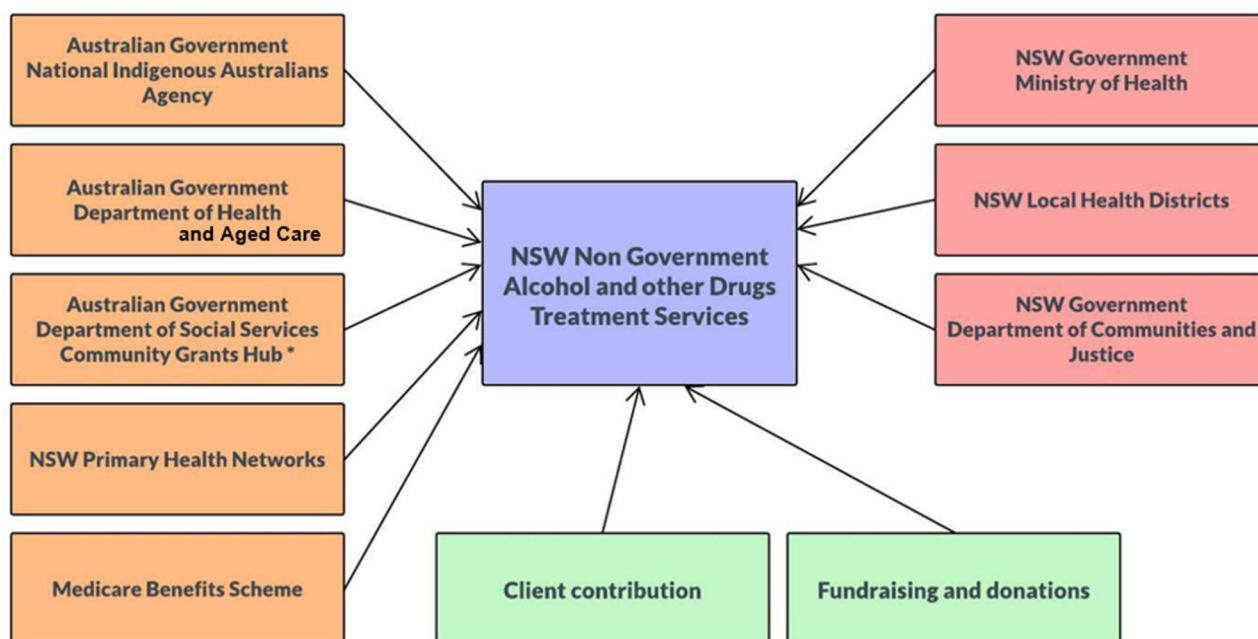 Australian Government
National Indigenous Australians
Agency
Australian Government
Department of Health
and Aged Care
Australian Government
Department of Social Services
Community Grants Hub *
NSW Primary Health Networks
Medicare Benefits Scheme
NSW Non Government
Alcohol and other Drugs
Treatment Services
Client contribution
Fundraising and donations
NSW Government
Ministry of Health
NSW Local Health Districts
NSW Government
Department of Communities and
Justice